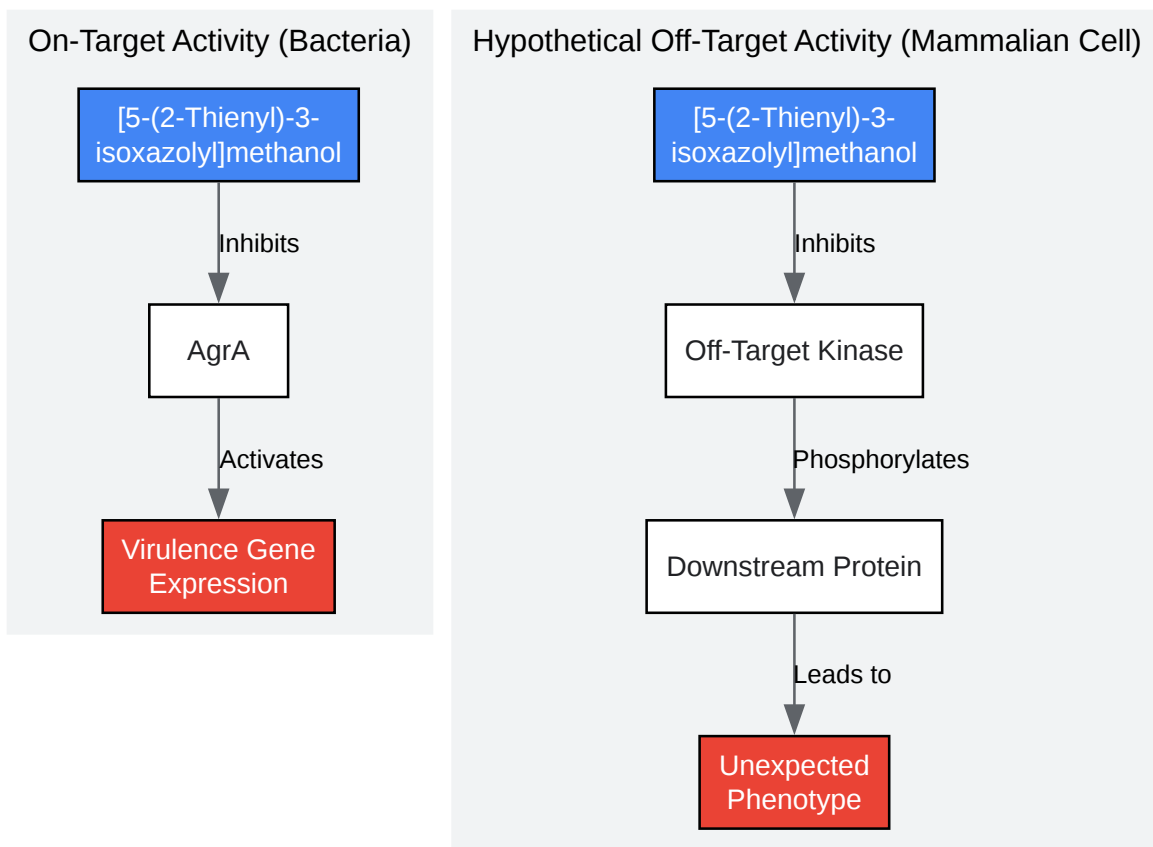 On-Target Activity (Bacteria)
[5-(2-Thienyl)-3-
isoxazolyl]methanol
Inhibits
AgrA
Activates
Virulence Gene
Expression
Hypothetical Off-Target Activity (Mammalian Cell)
[5-(2-Thienyl)-3-
isoxazolyl]methanol
Inhibits
Off-Target Kinase
Phosphorylates
Downstream Protein
Leads to
Unexpected
Phenotype